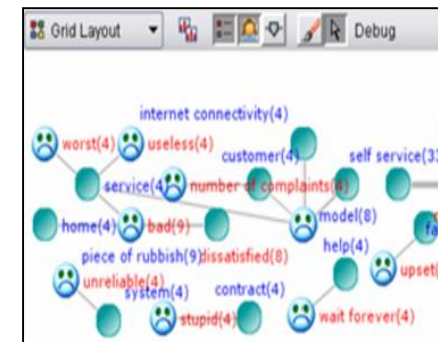 Grid Layout Debug
internet connectivity(4)
worst(4) useless(4)
customer(4) self service(33
service(4 number of complaints(4)
home(4) bad(9) model(8)
piece of rubbish(9) dissatisfied(8) help(4)
unreliable(4) upset(
system(4) contract(4)
stupid(4) wait forever(4)